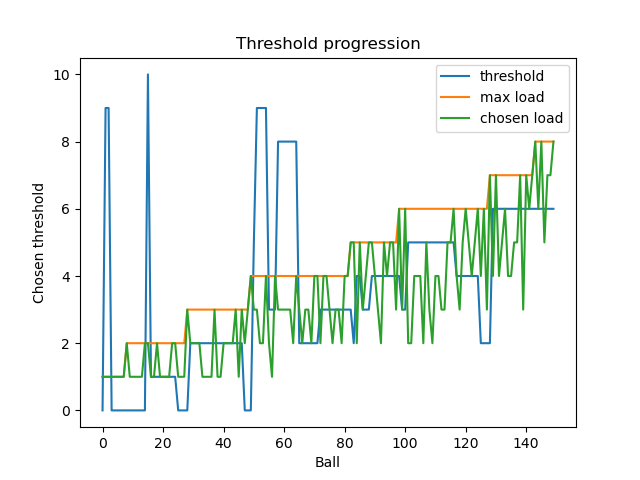 Threshold progression
threshold
max load
chosen load
Chosen threshold
10
8
6
4
2
0
0 20 40 60 80 100 120 140
Ball